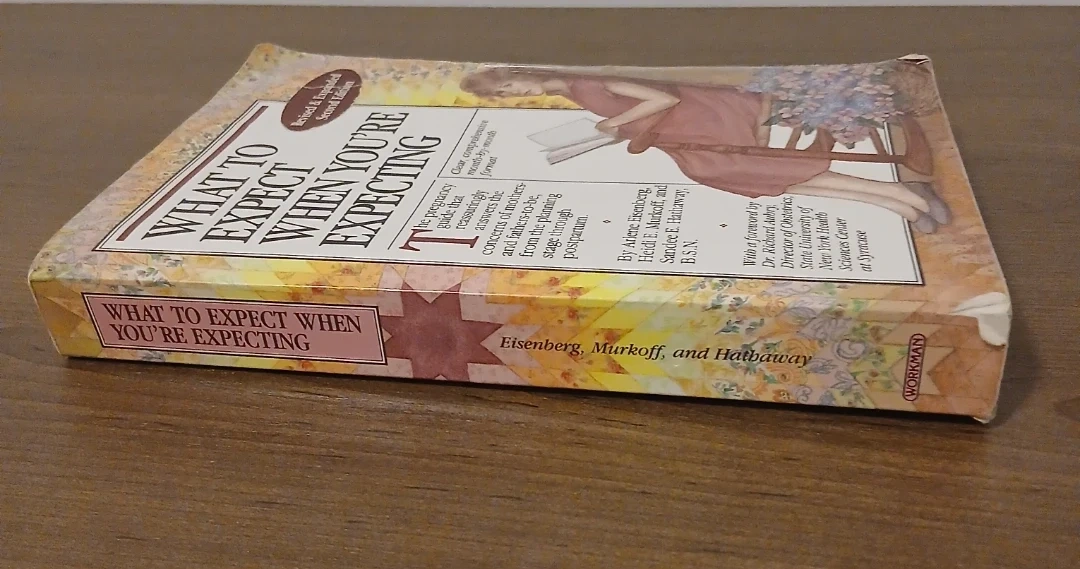 Revised & Expanded
Second Edition
WHAT TO
EXPECT
WHEN YOU'RE
EXPECTING
Clear, comprehensive
month-by-month
format
The pregnancy
guide that
reassuringly
answers the
concerns of mothers-
and fathers-to-be,
from the planning
stage through
postpartum.
By Arlene Eisenberg,
Heidi E. Murkoff, and
Sandee E. Hathaway,
B.S.N.
With a foreword by
Dr. Richard Aubry,
Director of Obstetrics,
State University of
New York Health
Sciences Center
at Syracuse
WHAT TO EXPECT WHEN
YOU'RE EXPECTING
Eisenberg, Murkoff, and Hathaway
WORKMAN